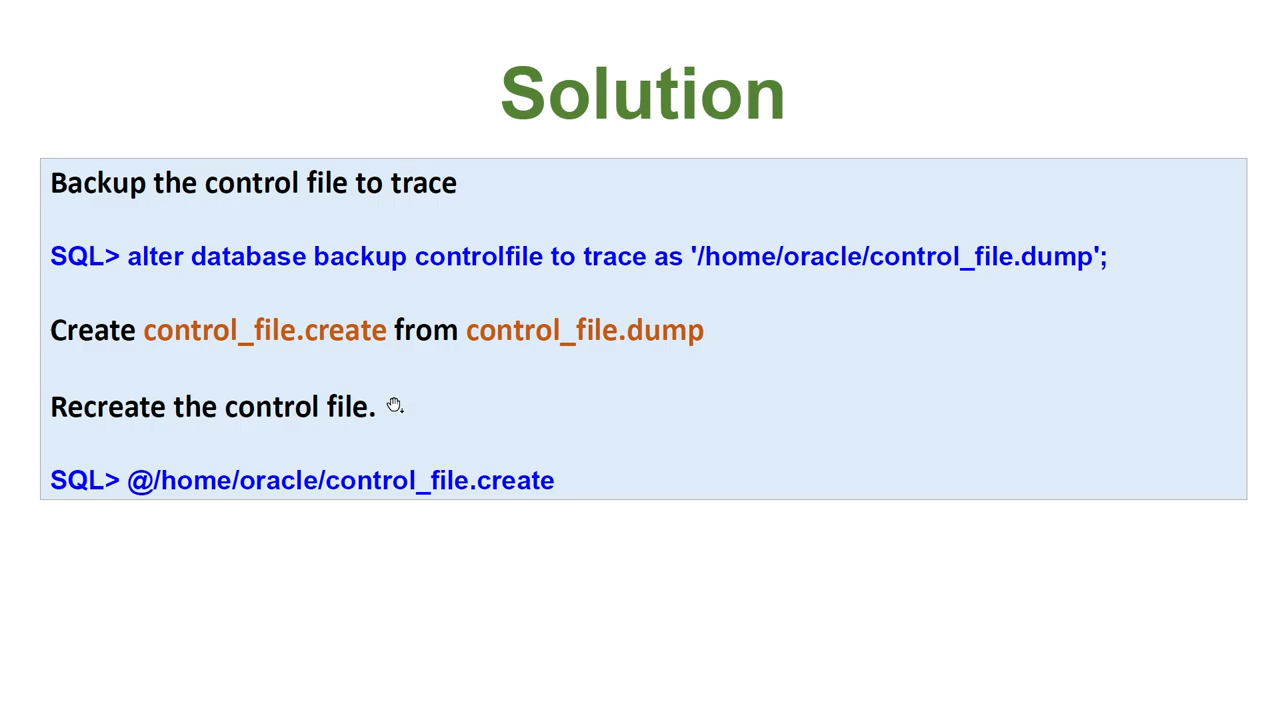 Solution
Backup the control file to trace
SQL> alter database backup controlfile to trace as '/home/oracle/control_file.dump';
Create control_file.create from control_file.dump
Recreate the control file.
SQL> @/home/oracle/control_file.create